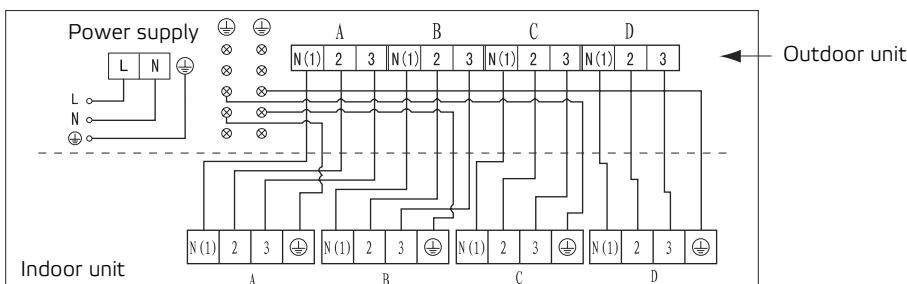 Power supply
A B C D
L N
N(1) 2 3 N(1) 2 3 N(1) 2 3 N(1) 2 3
Outdoor unit
L
N
N(1) 2 3 N(1) 2 3 N(1) 2 3 N(1) 2 3
Indoor unit
A B C D